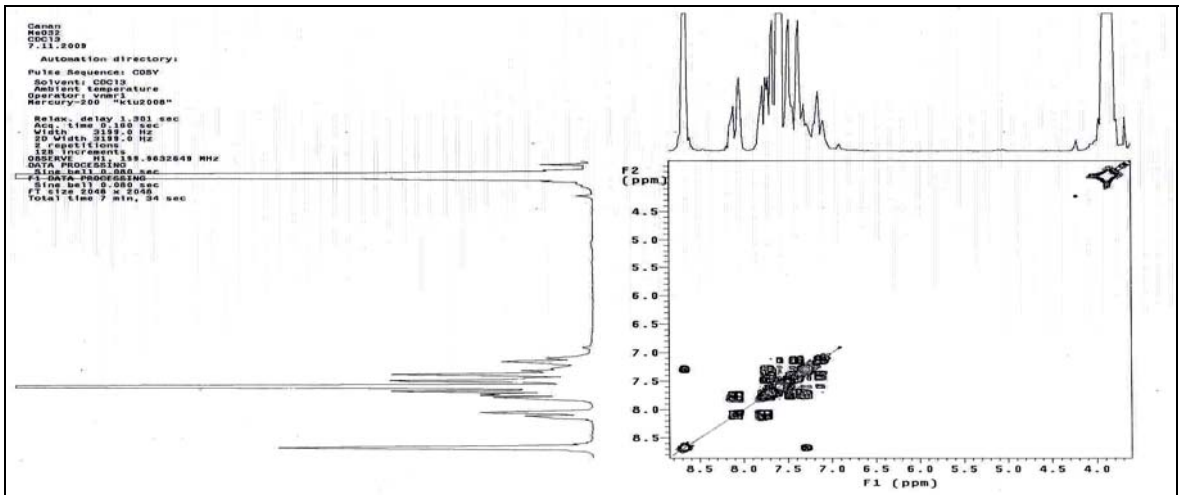 Canan
Me032
CDCl3
7.11.2009
Automation directory:
Pulse Sequence: COSY
Solvent: CDCl3
Ambient temperature
Operator: vnmr1
Mercury-200 "ktu2008"
Relax. delay 1.301 sec
Acq. time 0.160 sec
Width 3199.0 Hz
2D Width 3199.0 Hz
2 repetitions
128 increments
OBSERVE H1, MHz
DATA PROCESSING
Sine bell 0.080 sec
F1 DATA PROCESSING
Sine bell 0.080 sec
FT size 2048 x 2048
Total time 7 min, 34 sec
F2
(ppm)
4.5
5.0
5.5
6.0
6.5
7.0
7.5
8.0
8.5
8.5 8.0 7.5 7.0 6.5 6.0 5.5 5.0 4.5 4.0
F1 (ppm)